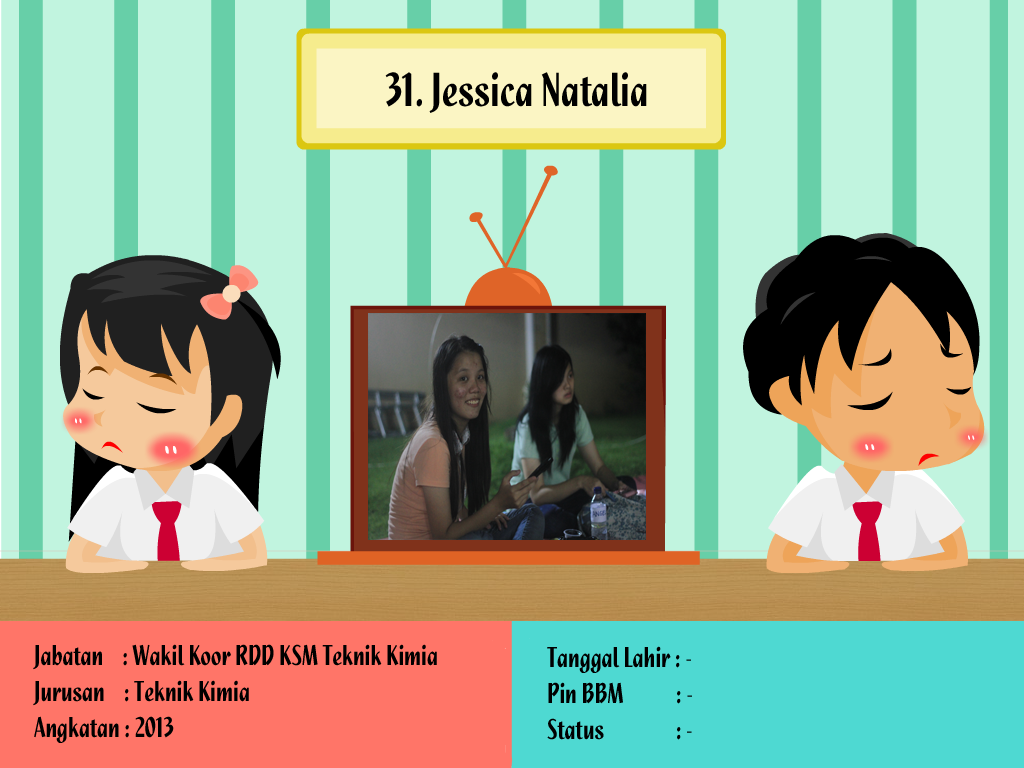 31. Jessica Natalia
Jabatan : Wakil Koor RDD KSM Teknik Kimia
Jurusan : Teknik Kimia
Angkatan : 2013
Tanggal Lahir : -
Pin BBM : -
Status : -